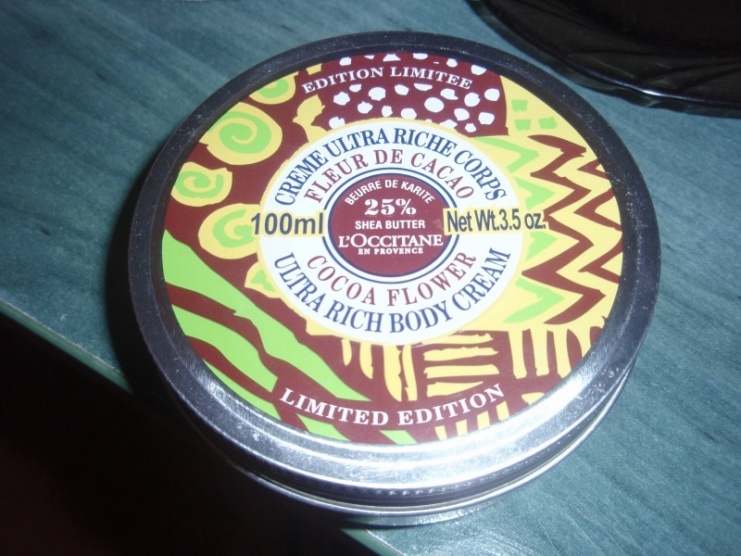 EDITION LIMITEE
CREME ULTRA RICHE CORPS
FLEUR DE CACAO
BEURRE DE KARITE
25%
SHEA BUTTER
100ml
Net Wt.3.5 oz.
L'OCCITANE
EN PROVENCE
COCOA FLOWER
ULTRA RICH BODY CREAM
LIMITED EDITION